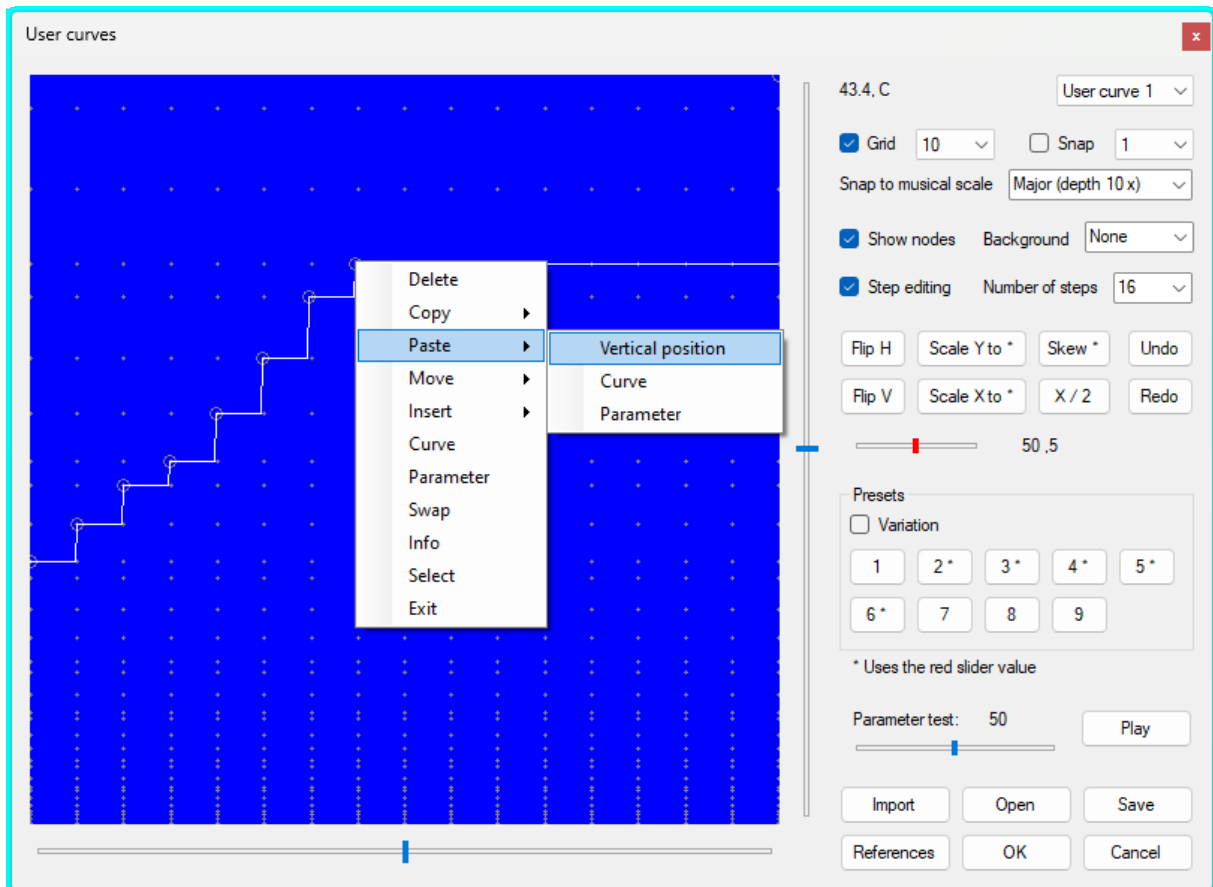 User curves
x
43.4, C
User curve 1
Grid 10 Snap 1
Snap to musical scale Major (depth 10 x)
Show nodes Background None
Step editing Number of steps 16
Flip H Scale Y to * Skew * Undo
Flip V Scale X to * X / 2 Redo
50 ,5
Presets
Variation
1 2 * 3 * 4 * 5 *
6 * 7 8 9
* Uses the red slider value
Parameter test: 50
Play
Import Open Save
References OK Cancel
Delete
Copy
Paste
Move
Insert
Curve
Parameter
Swap
Info
Select
Exit
Vertical position
Curve
Parameter